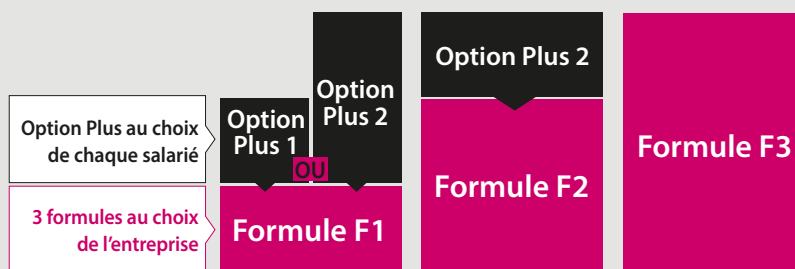 Option Plus au choix
de chaque salarié
3 formules au choix
de l'entreprise
Option
Plus 1
OU
Option
Plus 2
Formule F1
Option Plus 2
Formule F2
Formule F3